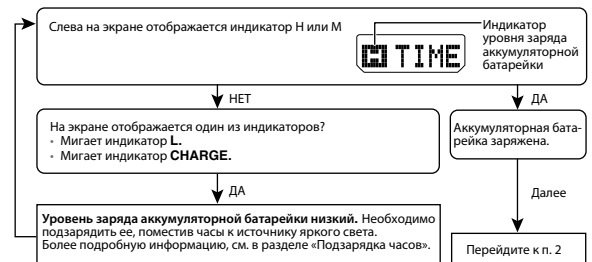 Слева на экране отображается индикатор H или M
Индикатор
уровня заряда
аккумуляторной
батарейки
TIME
НЕТ
ДА
На экране отображается один из индикаторов?
• Мигает индикатор L.
• Мигает индикатор CHARGE.
Аккумуляторная бата-
рейка заряжена.
ДА
Далее
Уровень заряда аккумуляторной батарейки низкий. Необходимо
подзарядить ее, поместив часы к источнику яркого света.
Более подробную информацию, см. в разделе «Подзарядка часов».
Перейдите к п. 2